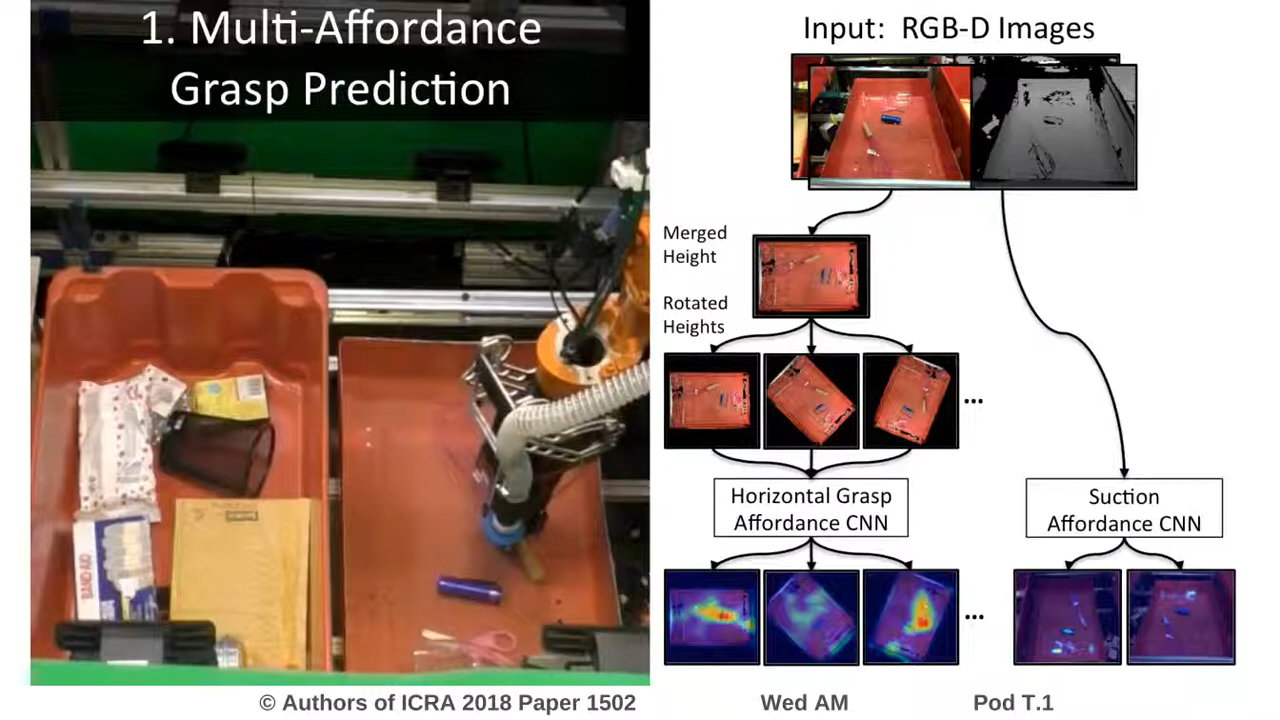 1. Multi-Affordance
Grasp Prediction
Input: RGB-D Images
Merged
Height
Rotated
Heights
...
Horizontal Grasp
Affordance CNN
Suction
Affordance CNN
...
BAND-AID
© Authors of ICRA 2018 Paper 1502
Wed AM
Pod T.1